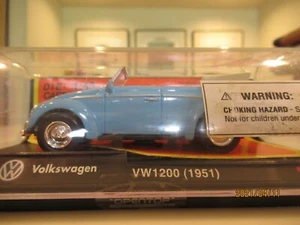 WARNING:
CHOKING HAZARD - S
Not for children under
Volkswagen
VW1200 (1951)